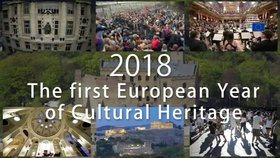 2018
The first European Year
of Cultural Heritage